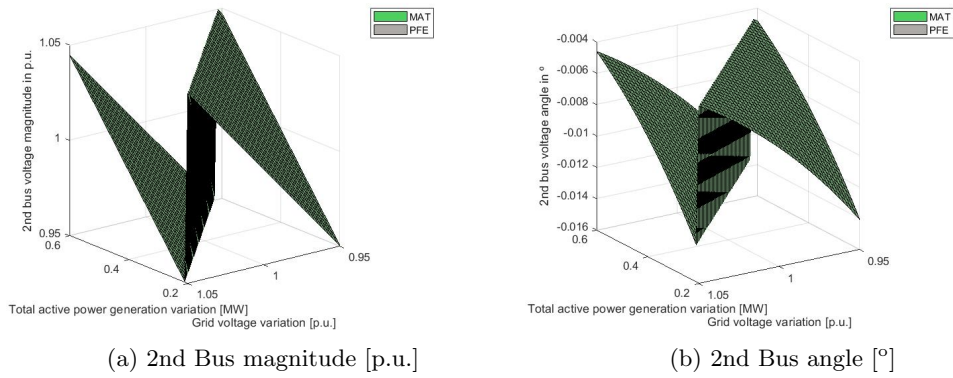 MAT
PFE
1.05
1
0.95
2nd bus voltage magnitude in p.u.
0.6
0.4
0.2
1.05
1
0.95
Total active power generation variation [MW]
Grid voltage variation [p.u.]
(a) 2nd Bus magnitude [p.u.]
MAT
PFE
-0.004
-0.006
-0.008
-0.01
-0.012
-0.014
-0.016
2nd bus voltage angle in º
0.6
0.4
0.2
1.05
1
0.95
Total active power generation variation [MW]
Grid voltage variation [p.u.]
(b) 2nd Bus angle [º]